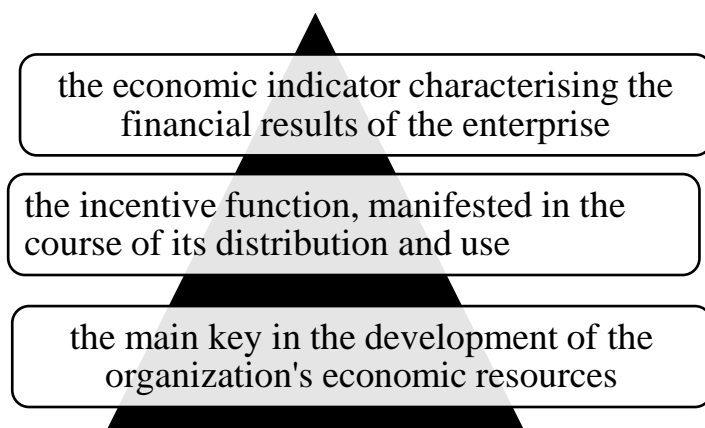 the economic indicator characterising the
financial results of the enterprise
the incentive function, manifested in the
course of its distribution and use
the main key in the development of the
organization's economic resources